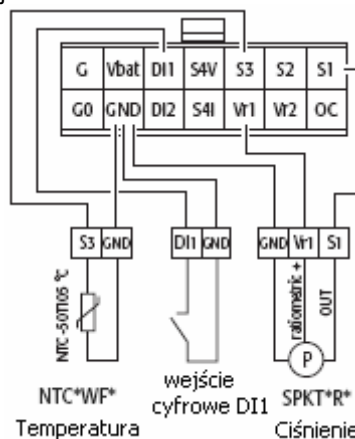 G Vbat DI1 S4V S3 S2 S1
G0 GND DI2 S4I Vr1 Vr2 OC
S3 GND DI1 GND GND Vr1 S1
NTC -50T105 °C
ratiometric +
OUT
P
NTC*WF*
Temperatura
wejście
cyfrowe DI1
SPKT*R*
Ciśnienie